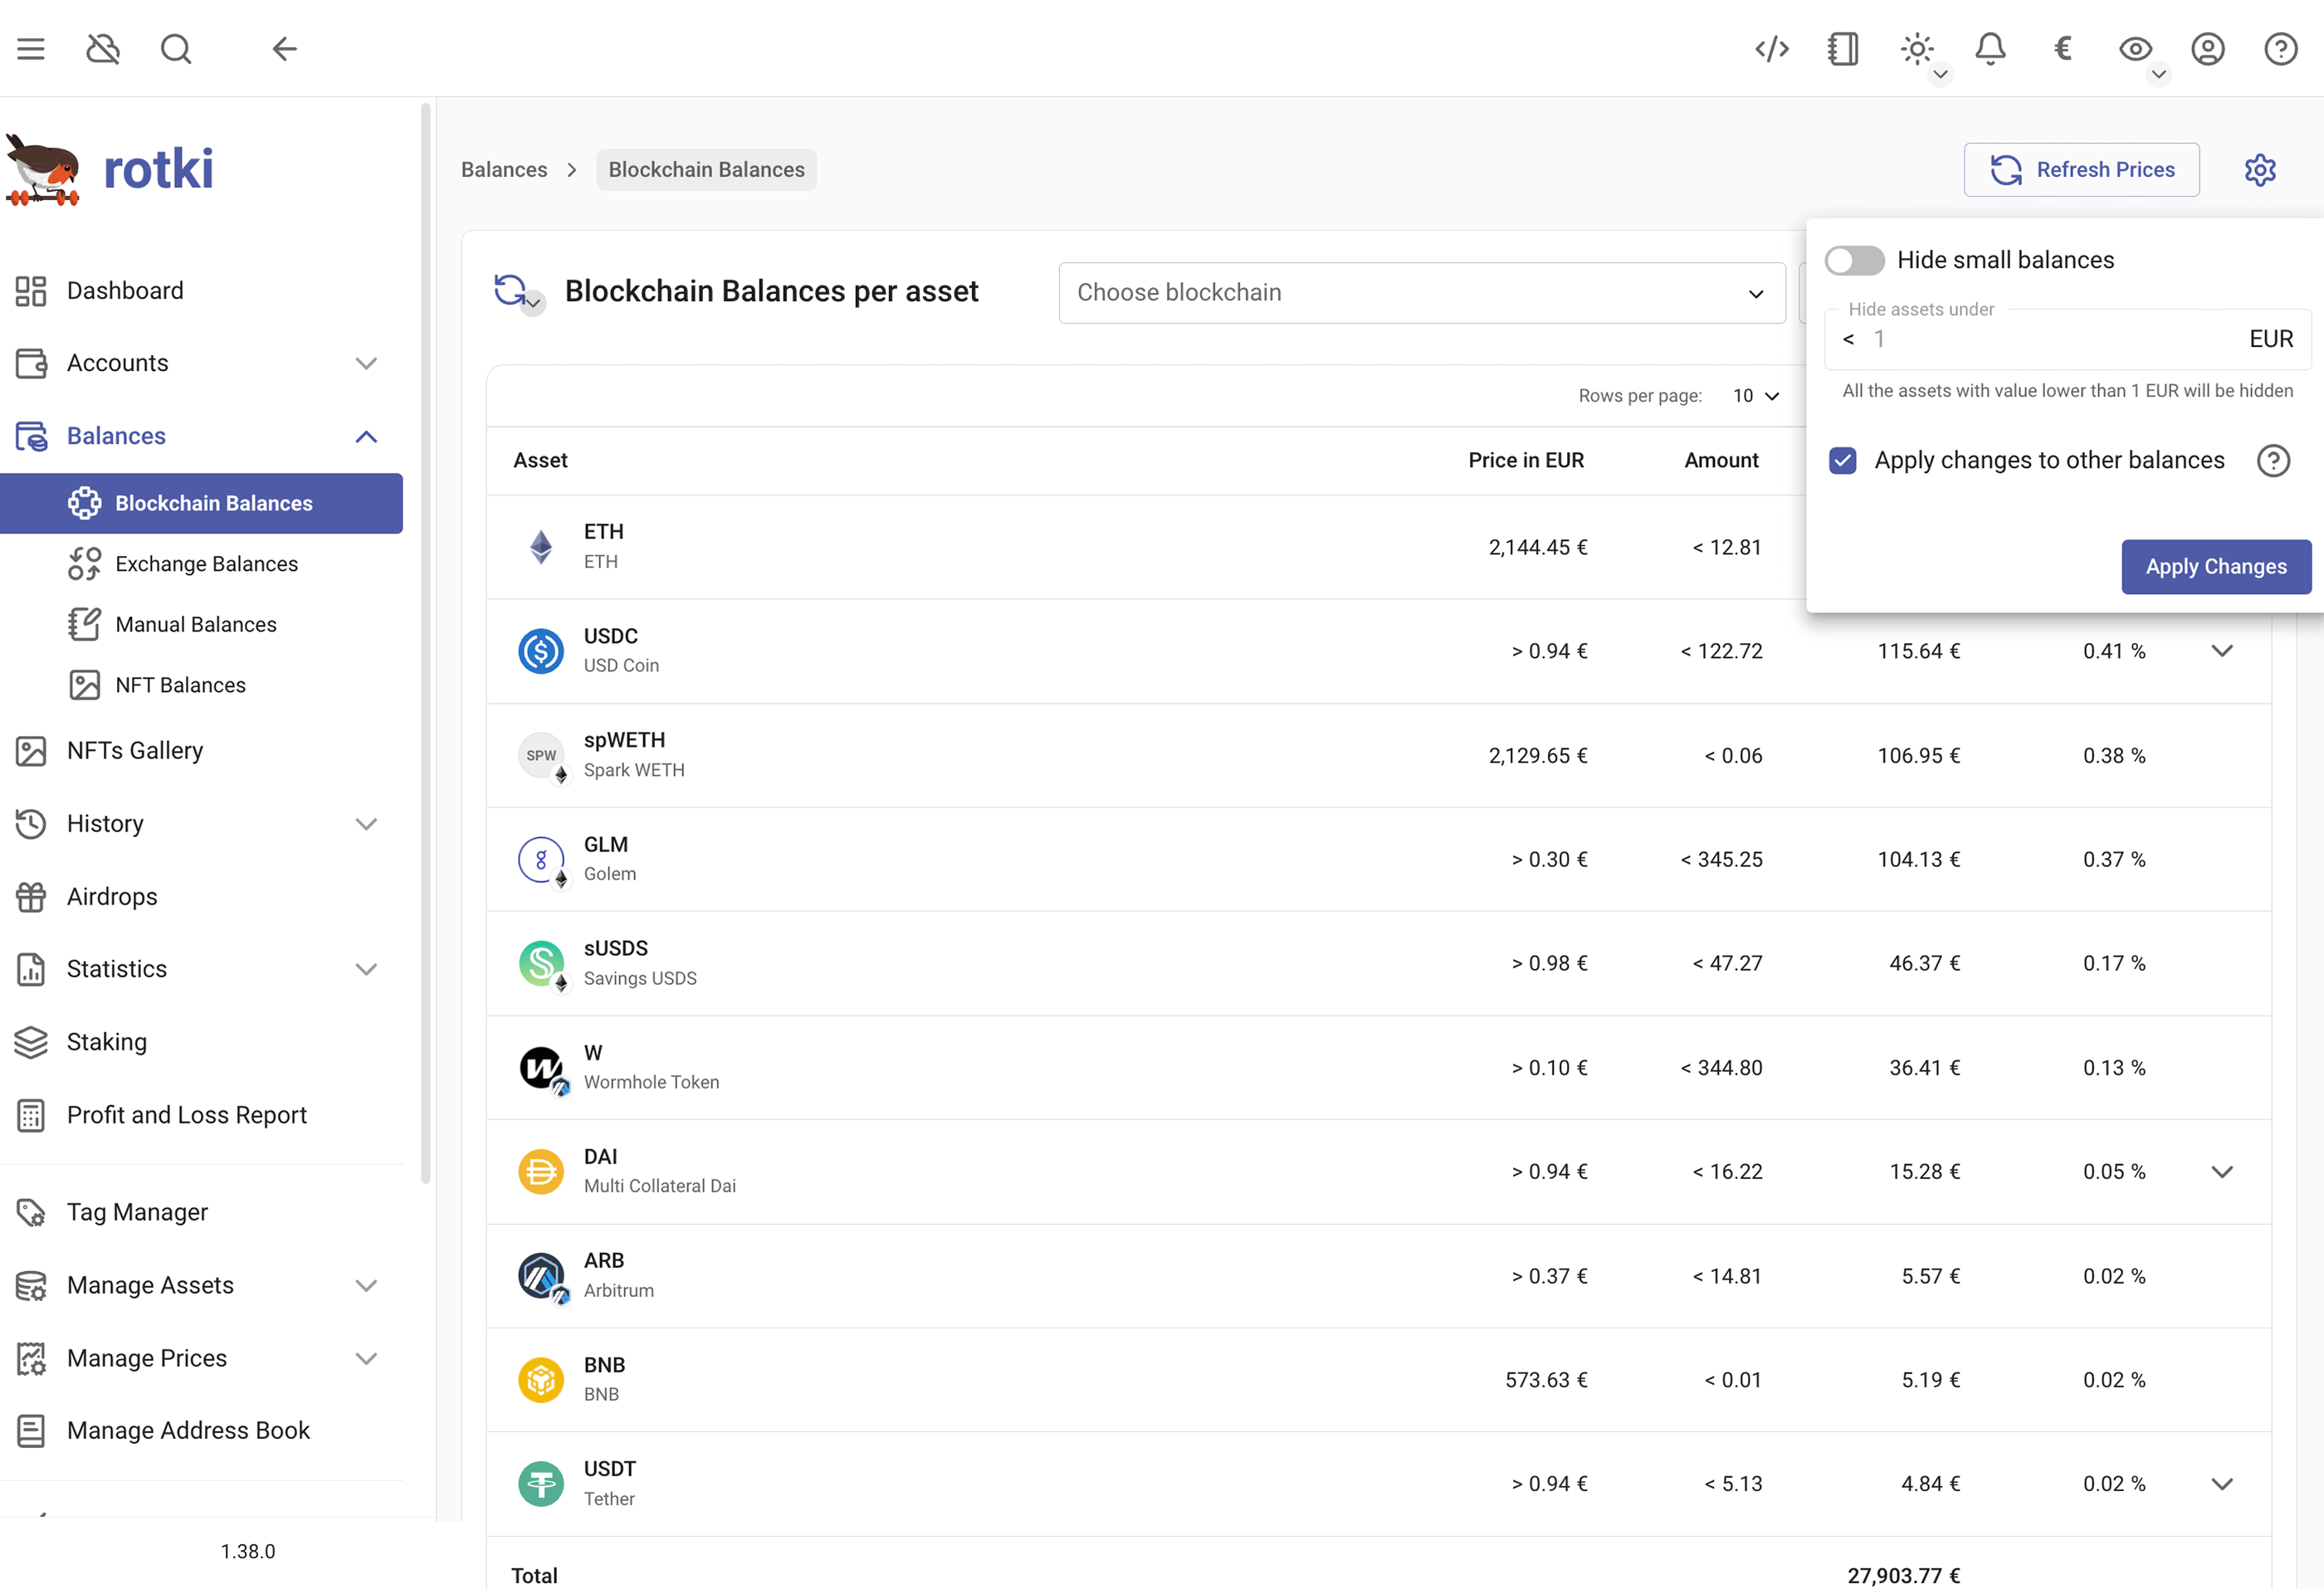 €
rotki
Balances > Blockchain Balances
Refresh Prices
Dashboard
Accounts
Balances
Blockchain Balances
Exchange Balances
Manual Balances
NFT Balances
NFTs Gallery
History
Airdrops
Statistics
Staking
Profit and Loss Report
Tag Manager
Manage Assets
Manage Prices
Manage Address Book
1.38.0
Blockchain Balances per asset
Choose blockchain
Hide small balances
Hide assets under
< 1 EUR
All the assets with value lower than 1 EUR will be hidden
Apply changes to other balances
Apply Changes
Rows per page: 10
Asset Price in EUR Amount
ETH
ETH
2,144.45 € < 12.81
USDC
USD Coin
> 0.94 € < 122.72 115.64 € 0.41 %
SPW
spWETH
Spark WETH
2,129.65 € < 0.06 106.95 € 0.38 %
GLM
Golem
> 0.30 € < 345.25 104.13 € 0.37 %
sUSDS
Savings USDS
> 0.98 € < 47.27 46.37 € 0.17 %
W
Wormhole Token
> 0.10 € < 344.80 36.41 € 0.13 %
DAI
Multi Collateral Dai
> 0.94 € < 16.22 15.28 € 0.05 %
ARB
Arbitrum
> 0.37 € < 14.81 5.57 € 0.02 %
BNB
BNB
573.63 € < 0.01 5.19 € 0.02 %
USDT
Tether
> 0.94 € < 5.13 4.84 € 0.02 %
Total 27,903.77 €